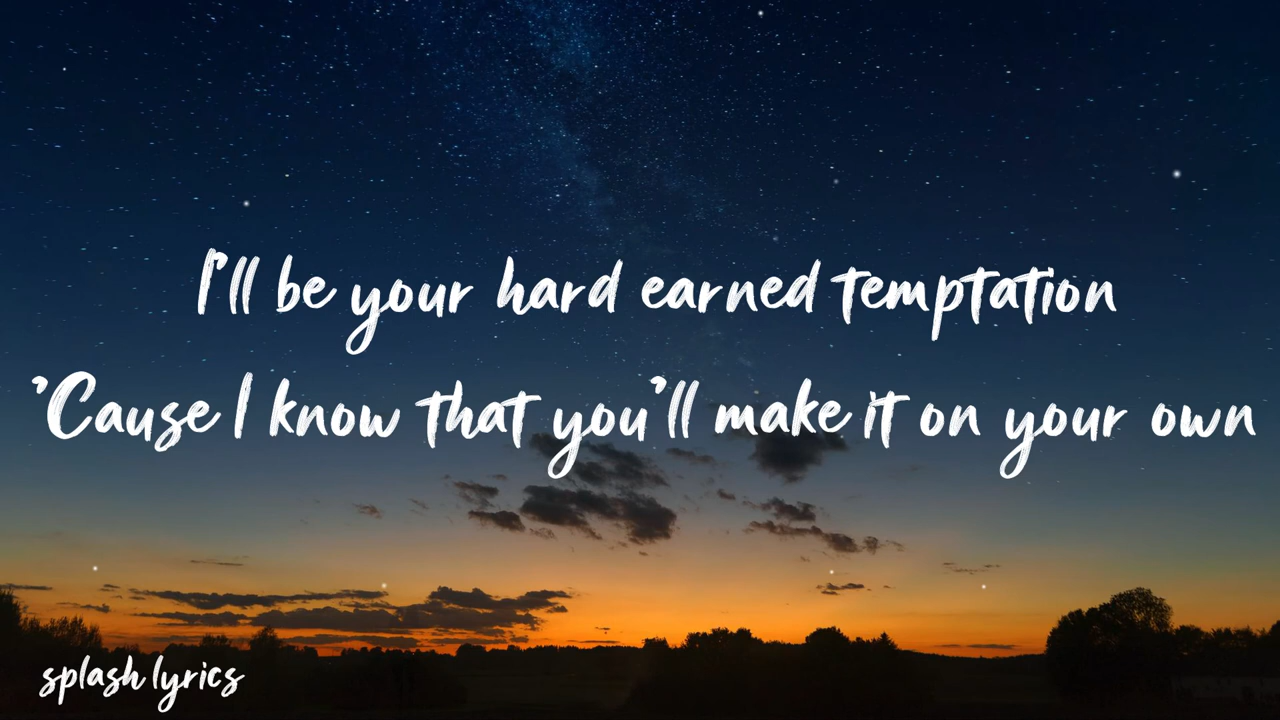 I'll be your hard earned temptation
'Cause I know that you'll make it on your own
splash lyrics